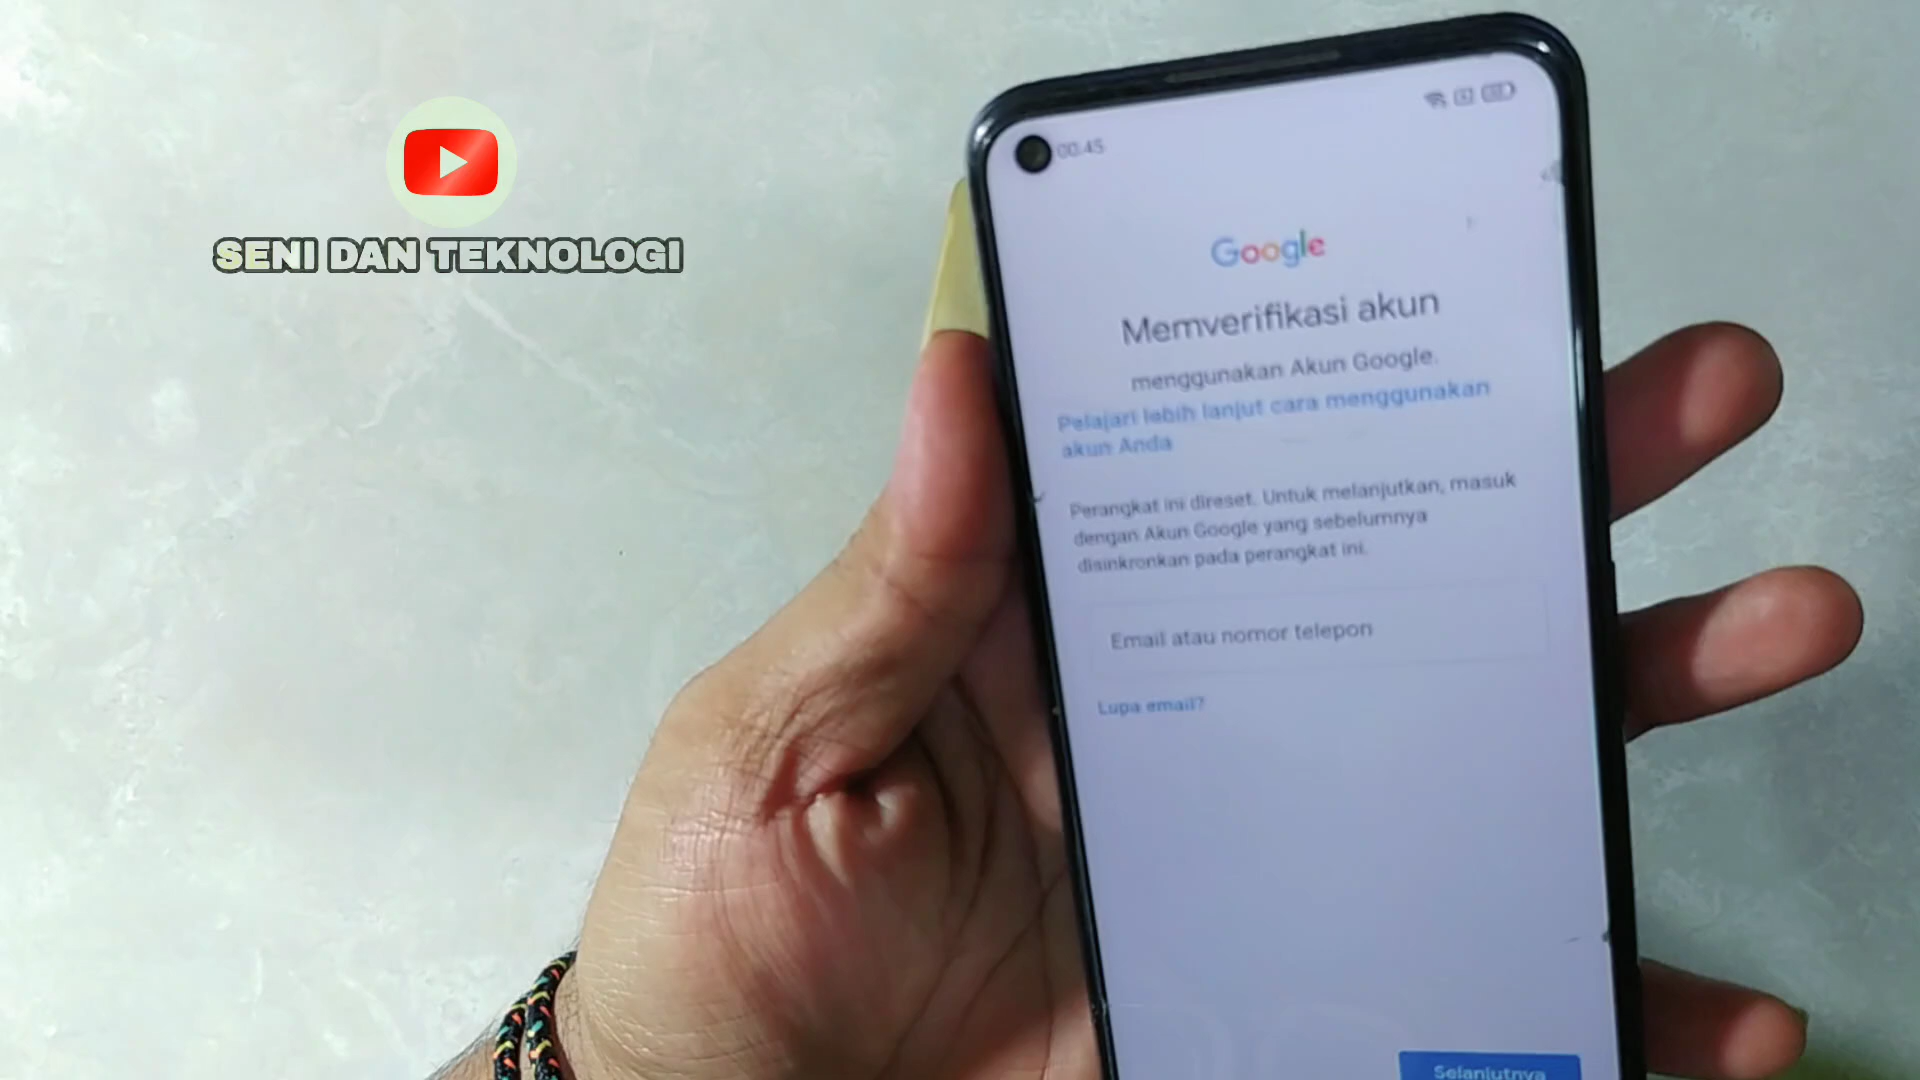 SENI DAN TEKNOLOGI
00.45
Google
Memverifikasi akun
menggunakan Akun Google.
Pelajari lebih lanjut cara menggunakan
akun Anda
Perangkat ini direset. Untuk melanjutkan, masuk
dengan Akun Google yang sebelumnya
disinkronkan pada perangkat ini.
Email atau nomor telepon
Lupa email?
Selanjutnya